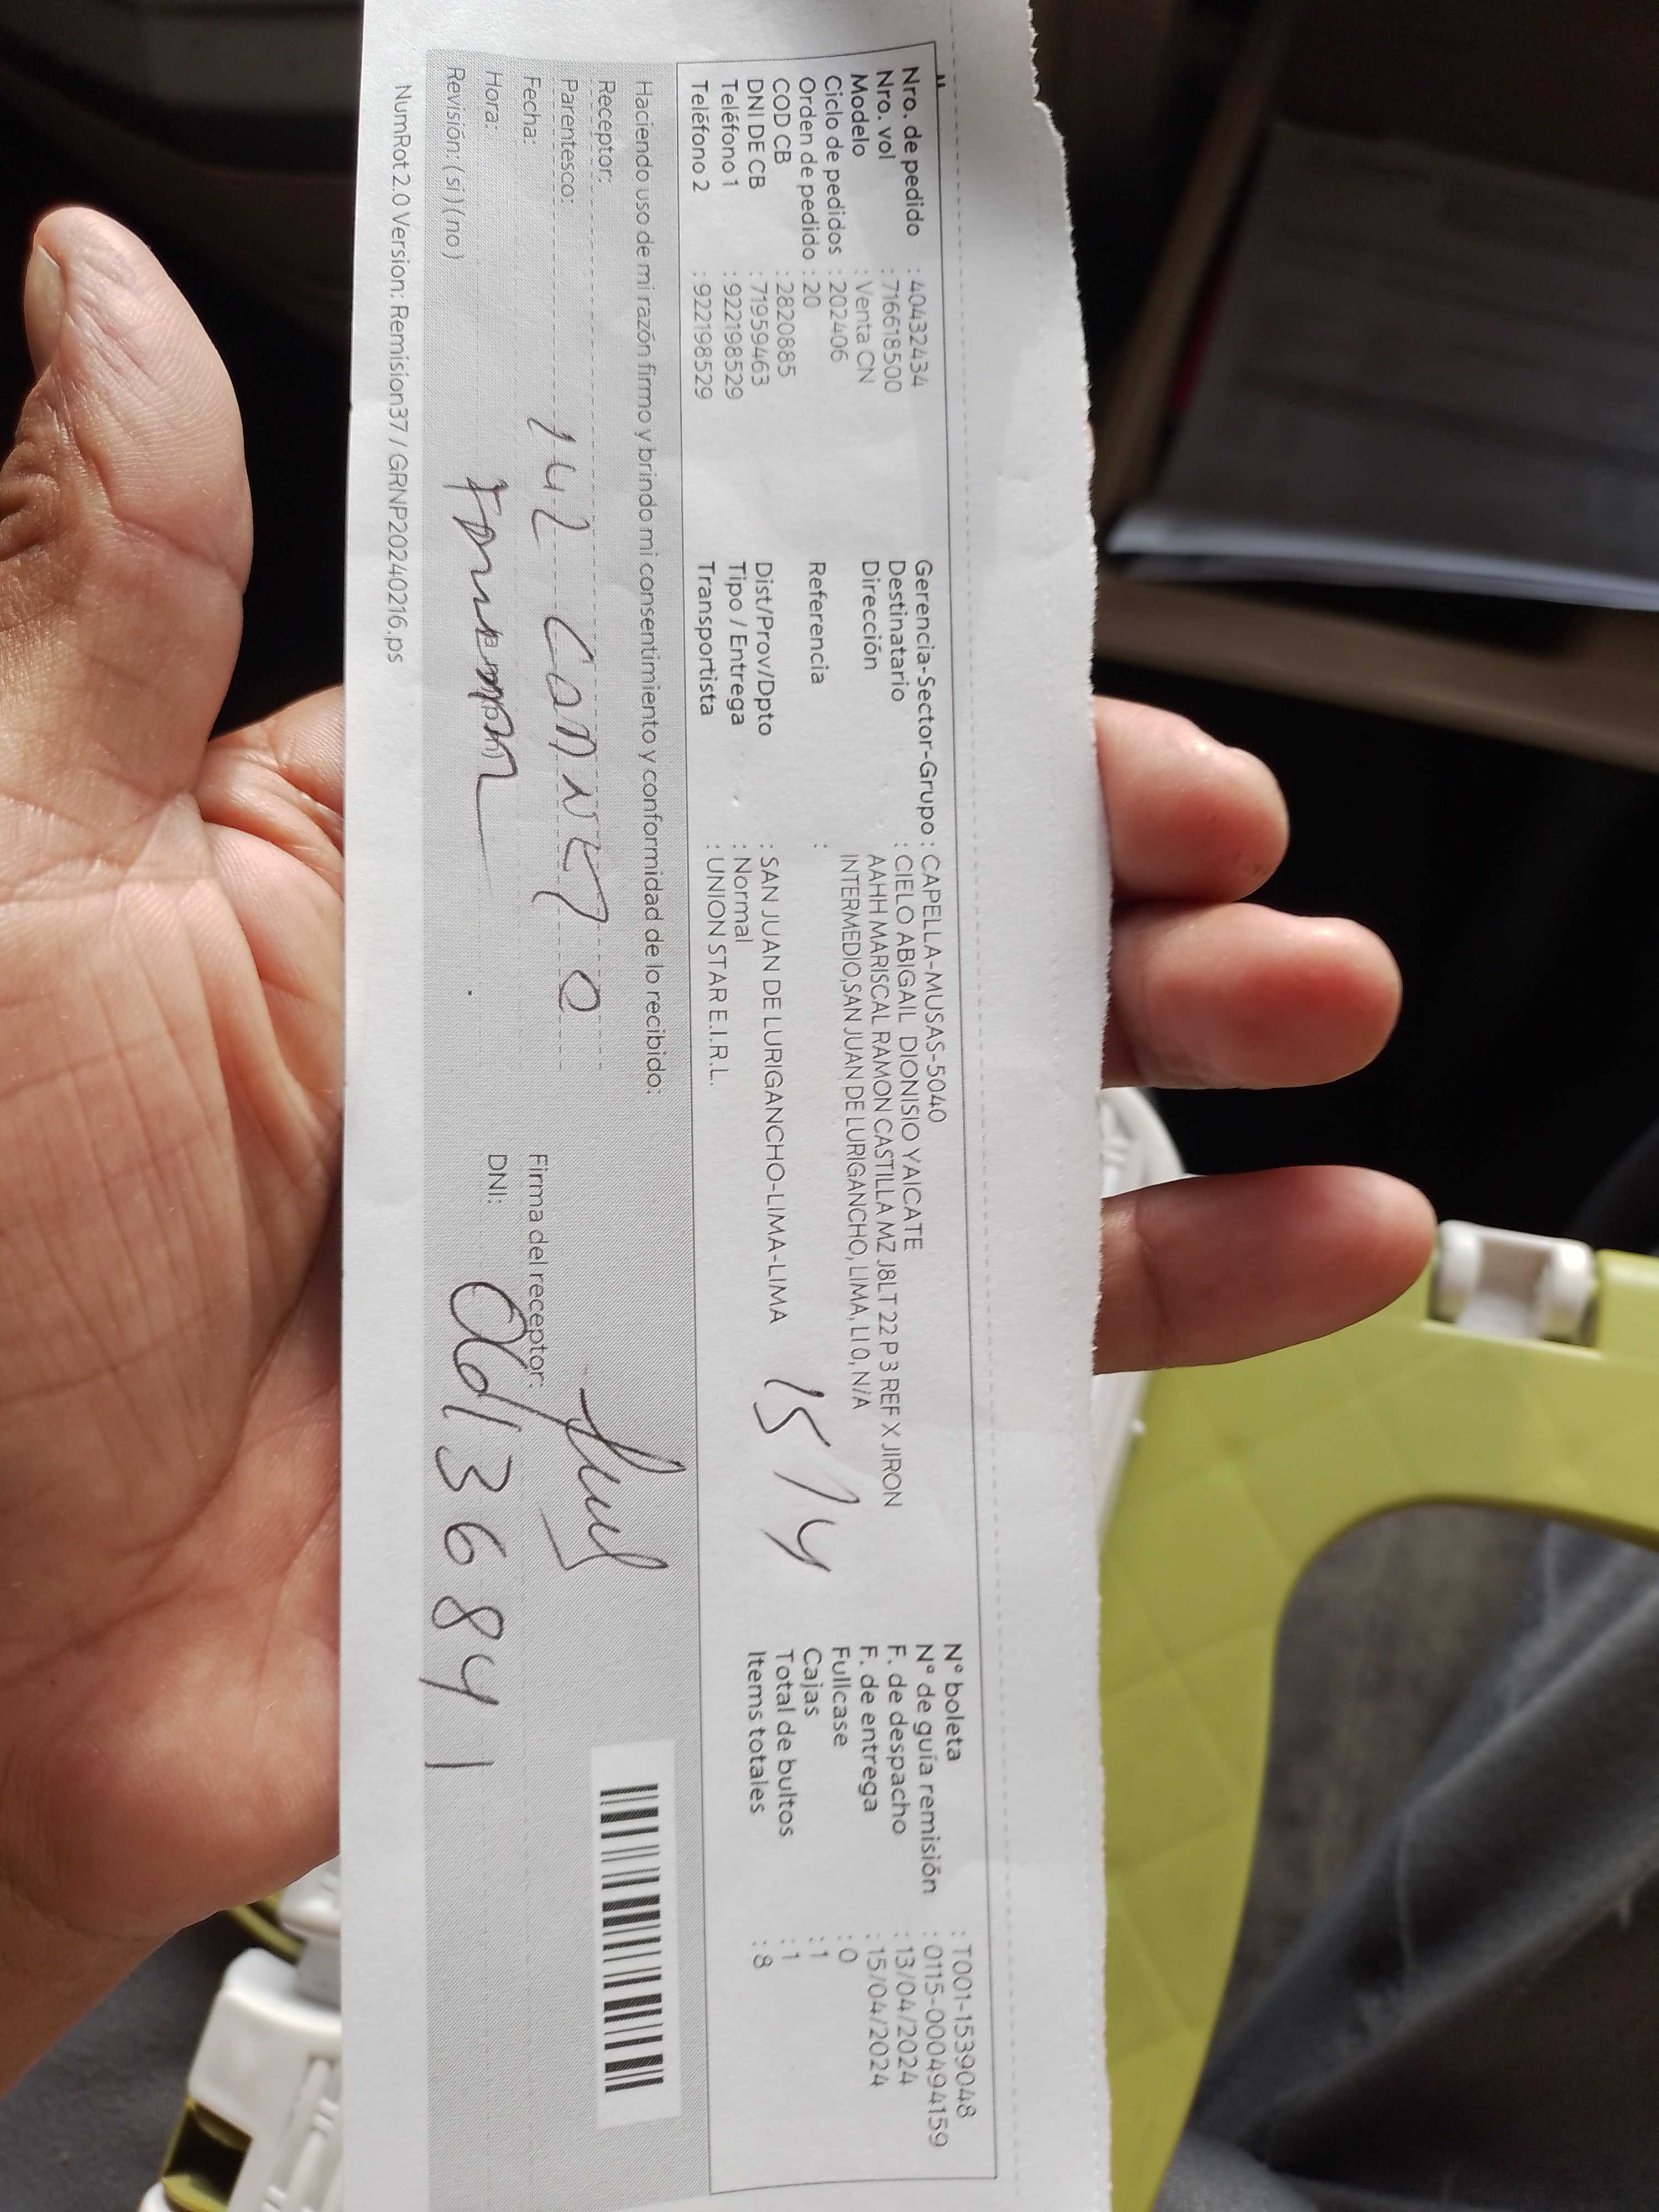 Nro. de pedido : 40432434
Nro. vol : 716618500
Modelo : Venta CN
Ciclo de pedidos : 202406
Orden de pedido : 20
COD CB : 2820885
DNI DE CB : 71959463
Teléfono 1 : 922198529
Teléfono 2 : 922198529
Gerencia-Sector-Grupo : CAPELLA-MUSAS-5040
Destinatario : CIELO ABIGAIL DIONISIO YAICATE
Dirección AAHH MARISCAL RAMON CASTILLA MZ J8LT 22 P 3 REF X JIRON
INTERMEDIO,SAN JUAN DE LURIGANCHO, LIMA, LI 0, N/A
Referencia :
Dist/Prov/Dpto : SAN JUAN DE LURIGANCHO-LIMA-LIMA
Tipo / Entrega : Normal
Transportista : UNION STAR E.I.R.L.
15/4
N° boleta : T001-1539048
N° de guía remisión : 0115-000494159
F. de despacho : 13/04/2024
F. de entrega : 15/04/2024
Fullcase : 0
Cajas : 1
Total de bultos : 1
Items totales : 8
Haciendo uso de mi razón firmo y brindo mi consentimiento y conformidad de lo recibido:
Receptor:
Parentesco:
Fecha:
Hora:
Revisión: (si) (no)
Firma del receptor:
DNI:
NumRot 2.0 Version: Remision37 / GRNP20240216.ps